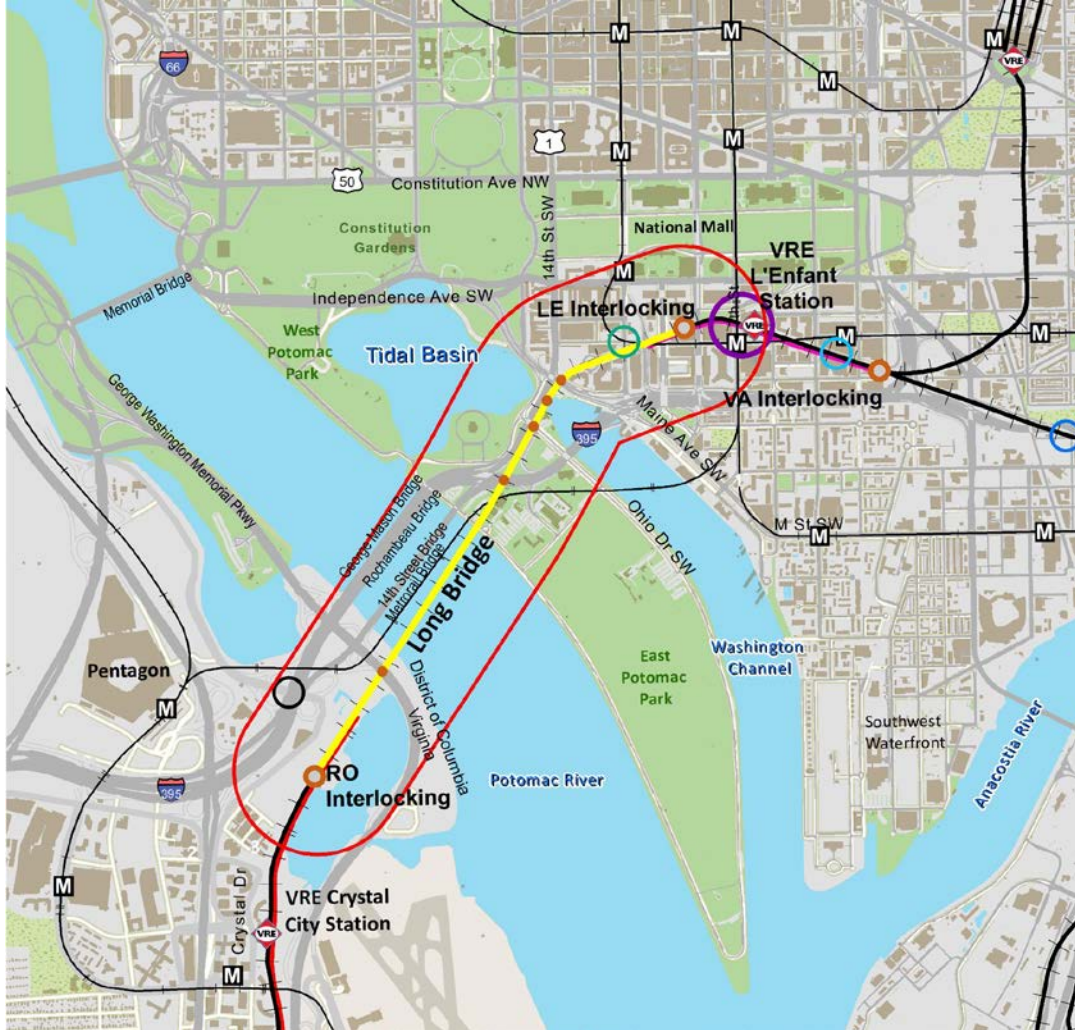 M
M
M
VRE
66
M
M
M
1
50
Constitution Ave NW
14th St SW
National Mall
Constitution
Gardens
VRE
L'Enfant
Station
M
Memorial Bridge
Independence Ave SW
LE Interlocking
VRE
M
M
West
Potomac
Park
Tidal Basin
George Washington Memorial Pkwy
VA Interlocking
Maine Ave SW
395
George Mason Bridge
Rochambeau Bridge
14th Street Bridge
Metrorail Bridge
Long Bridge
Ohio Dr SW
M St SW
M
M
Pentagon
M
East
Potomac
Park
Washington
Channel
District of Columbia
Virginia
Southwest
Waterfront
Anacostia River
RO
Interlocking
395
Potomac River
M
Crystal Dr
VRE Crystal
City Station
VRE
M